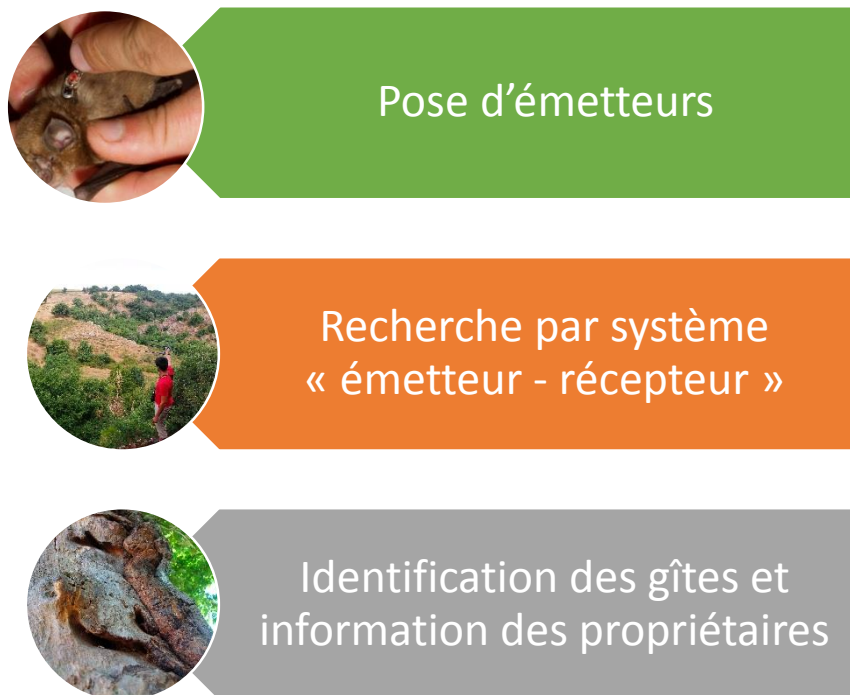 Pose d’émetteurs
Recherche par système
« émetteur - récepteur »
Identification des gîtes et
information des propriétaires